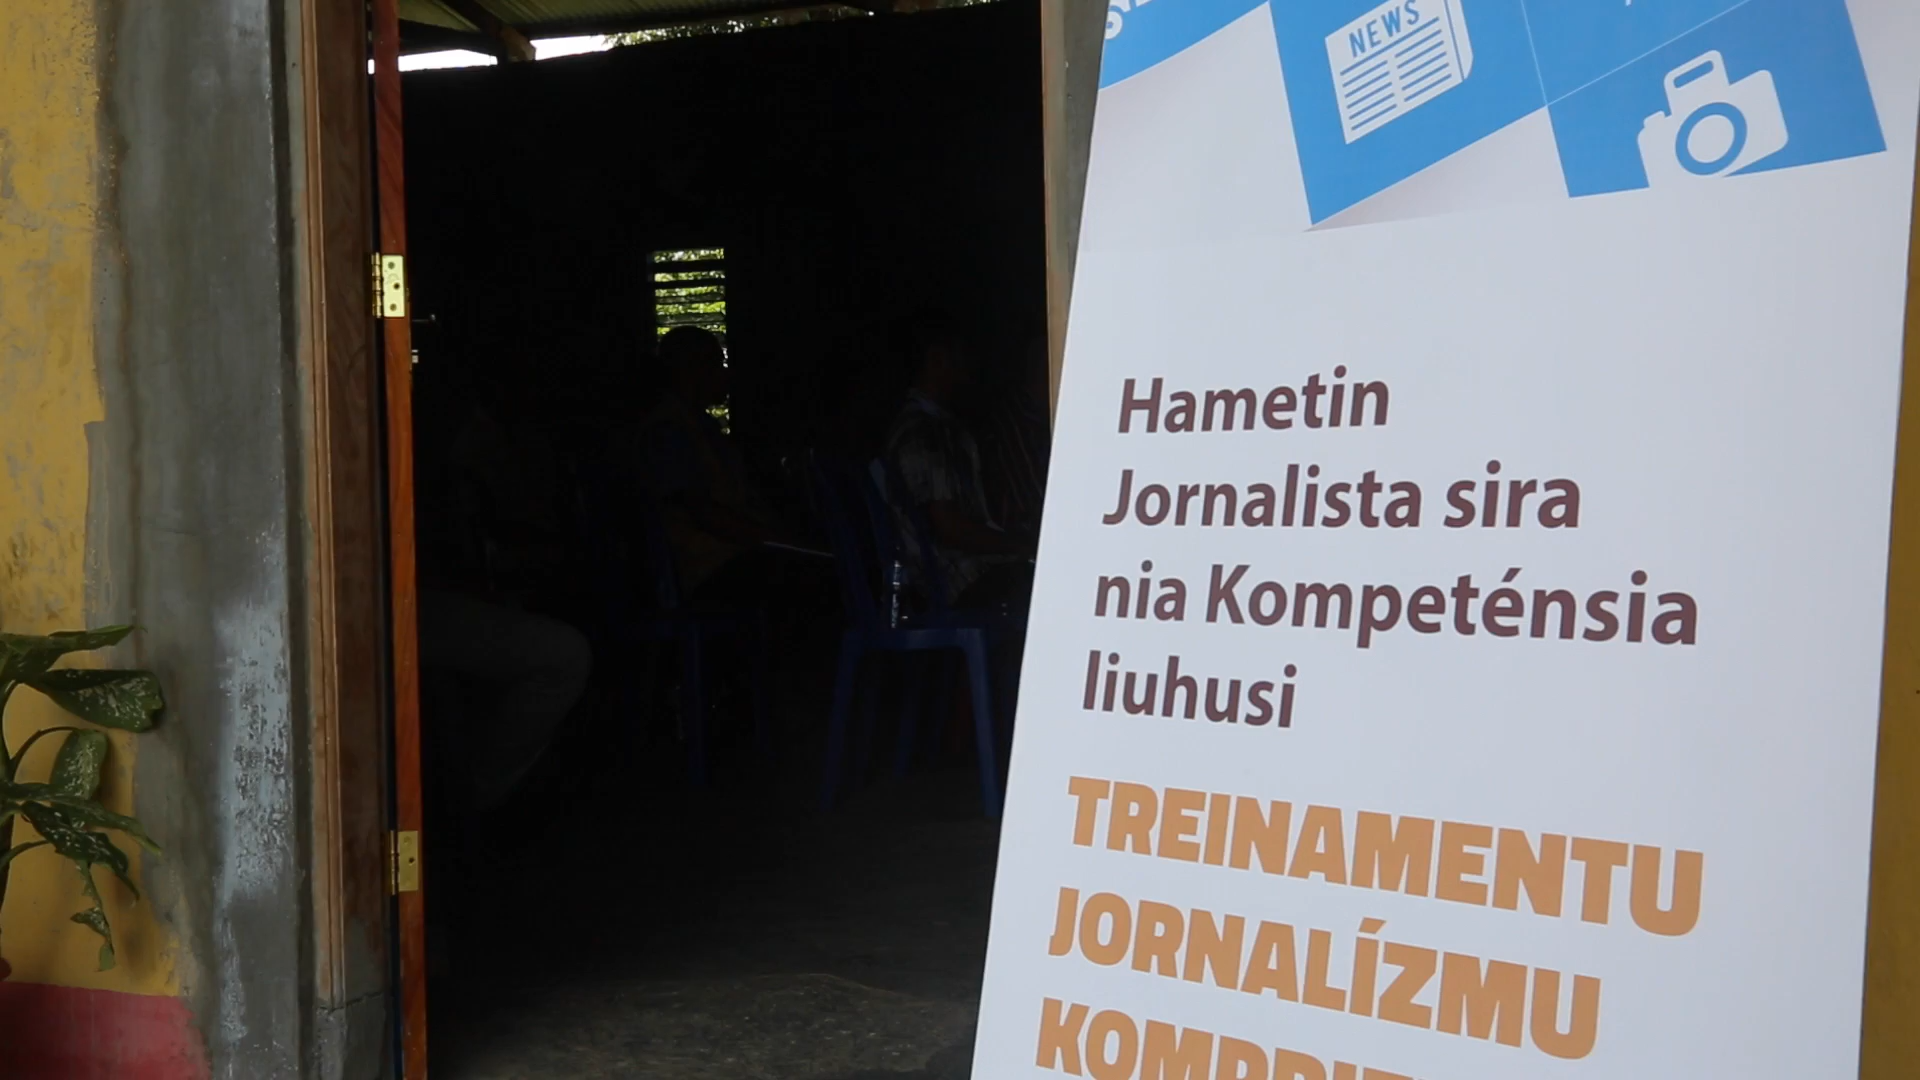 NEWS
Hametin
Jornalista sira
nia Kompeténsia
liuhusi
TREINAMENTU
JORNALÍZMU